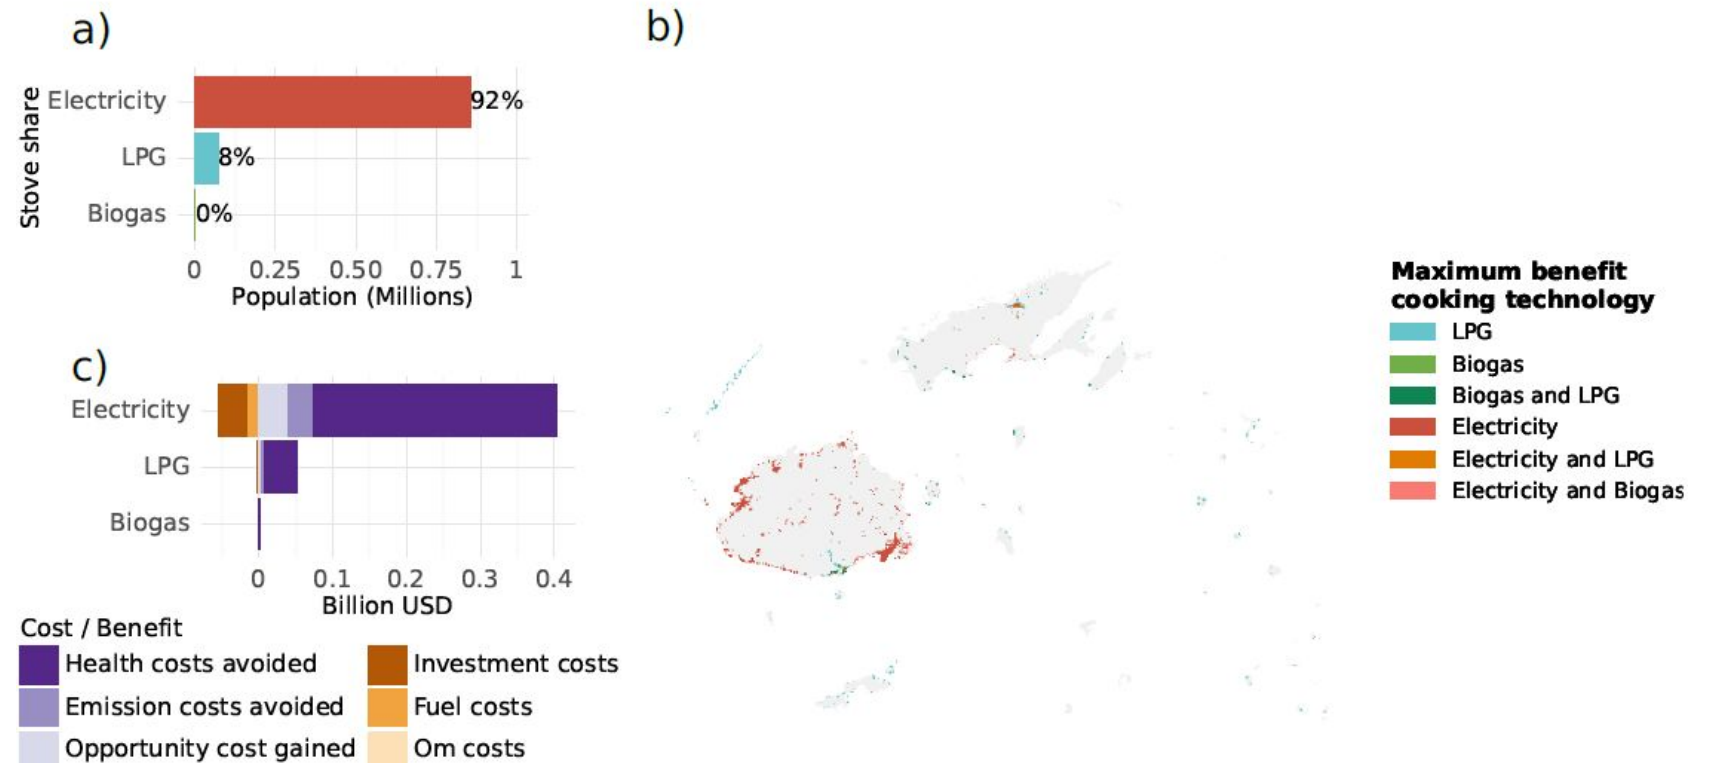 a)
Stove share
Electricity 92%
LPG 8%
Biogas 0%
0 0.25 0.50 0.75 1
Population (Millions)
c)
Electricity
LPG
Biogas
0 0.1 0.2 0.3 0.4
Billion USD
Cost / Benefit
Health costs avoided Investment costs
Emission costs avoided Fuel costs
Opportunity cost gained Om costs
b)
Maximum benefit
cooking technology
LPG
Biogas
Biogas and LPG
Electricity
Electricity and LPG
Electricity and Biogas